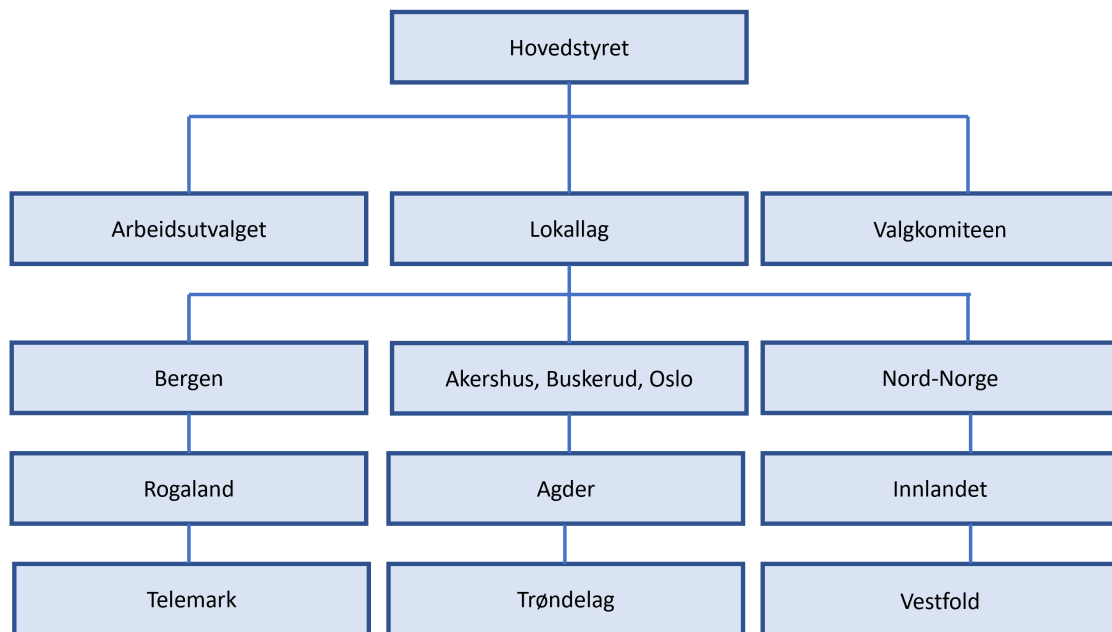 Hovedstyret
Arbeidsutvalget
Lokallag
Valgkomiteen
Bergen
Akershus, Buskerud, Oslo
Nord-Norge
Rogaland
Agder
Innlandet
Telemark
Trøndelag
Vestfold